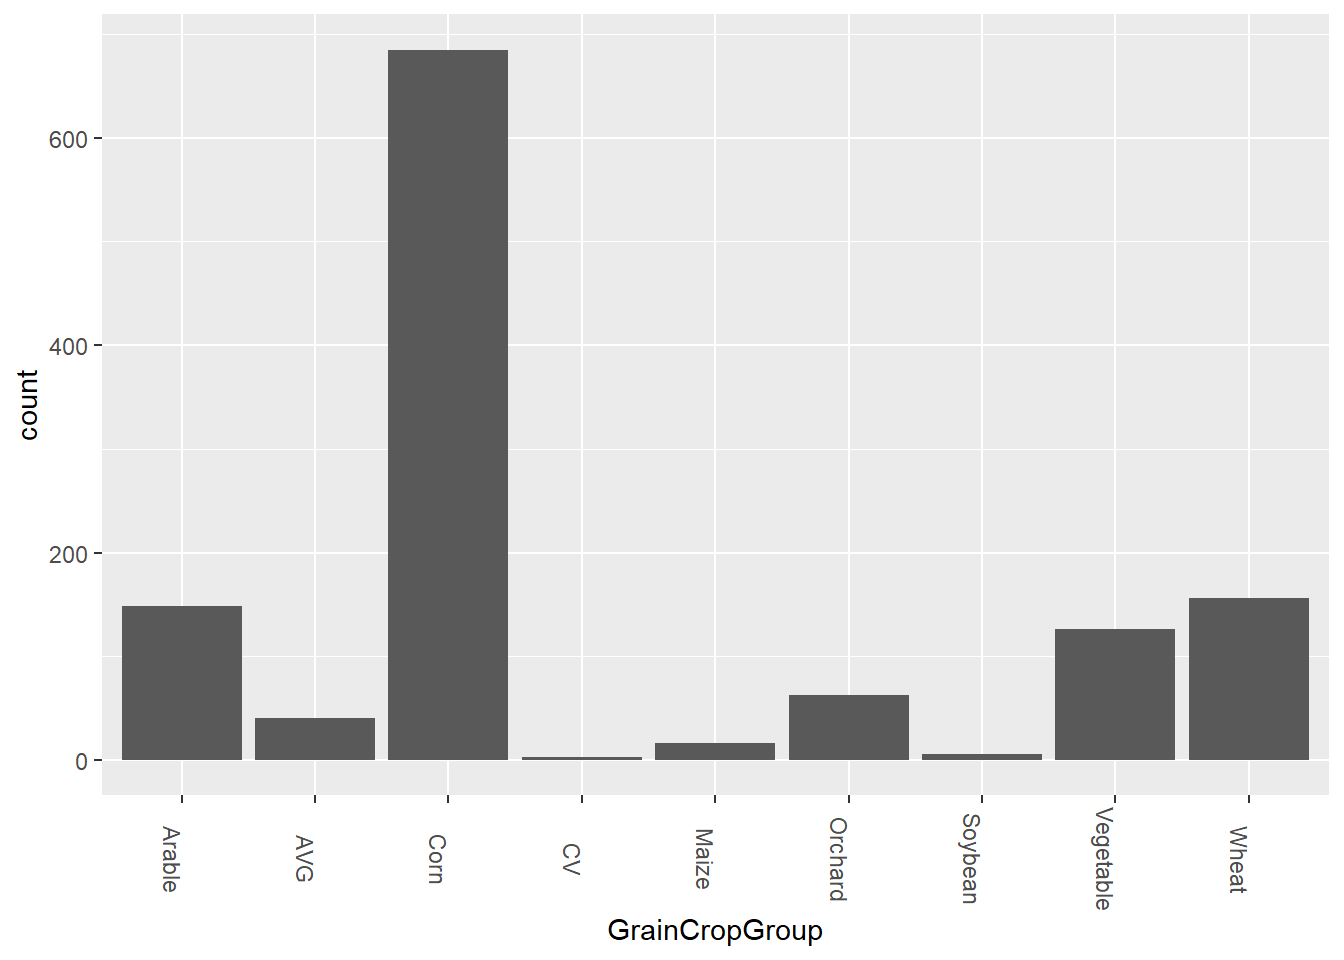 600
400
200
0
count
Arable
AVG
Corn
CV
Maize
Orchard
Soybean
Vegetable
Wheat
GrainCropGroup